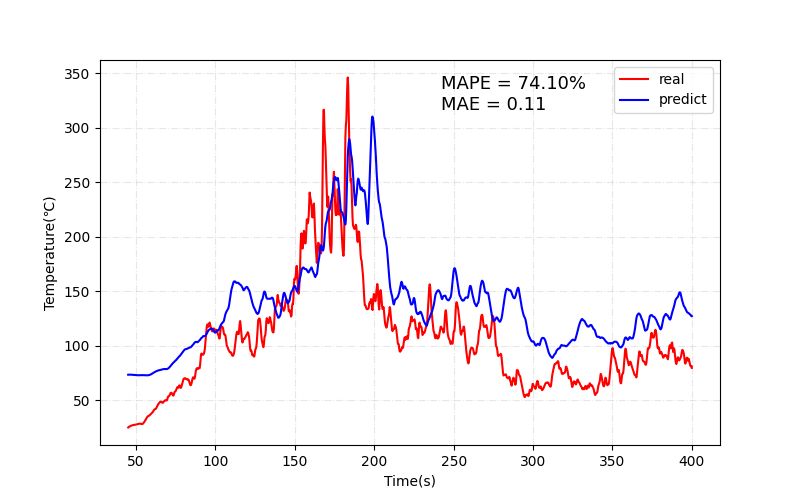 MAPE = 74.10%
MAE = 0.11
real
predict
Temperature(℃)
350
300
250
200
150
100
50
50 100 150 200 250 300 350 400
Time(s)